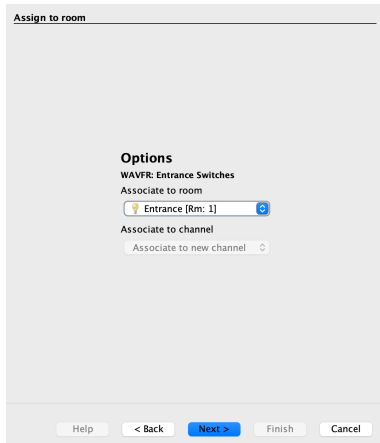 Assign to room
Options
WAVFR: Entrance Switches
Associate to room
Entrance [Rm: 1]
Associate to channel
Associate to new channel
Help < Back Next > Finish Cancel